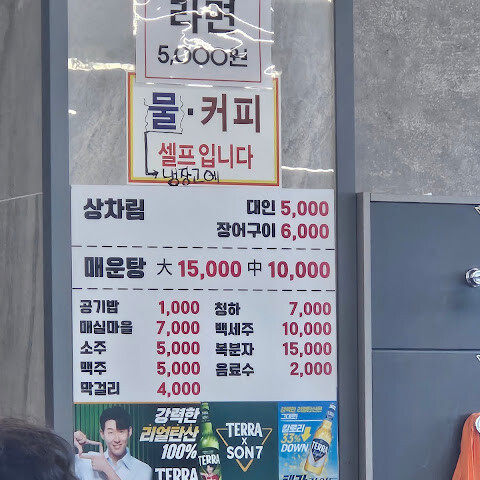 라면
5,000원
물·커피
셀프입니다
→ 냉장고에
상차림 대인 5,000
장어구이 6,000
매운탕 大 15,000 中 10,000
공기밥 1,000 청하 7,000
매실마을 7,000 백세주 10,000
소주 5,000 복분자 15,000
맥주 5,000 음료수 2,000
막걸리 4,000
강력한
리얼탄산
100%
TERRA
TERRA
TERRA
X
SON7
칼로리
33%
DOWN
TERRA